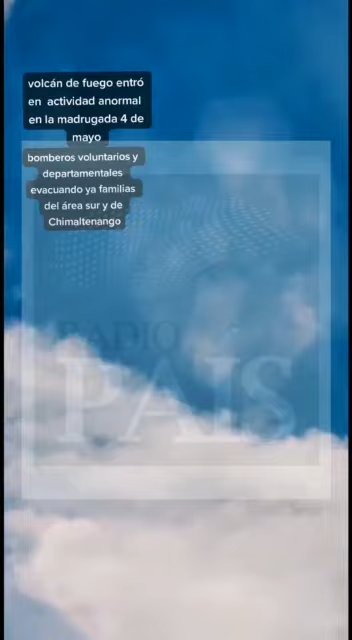 volcán de fuego entró
en actividad anormal
en la madrugada 4 de
mayo
bomberos voluntarios y
departamentales
evacuando ya familias
del área sur y de
Chimaltenango
RADIO
PAIS